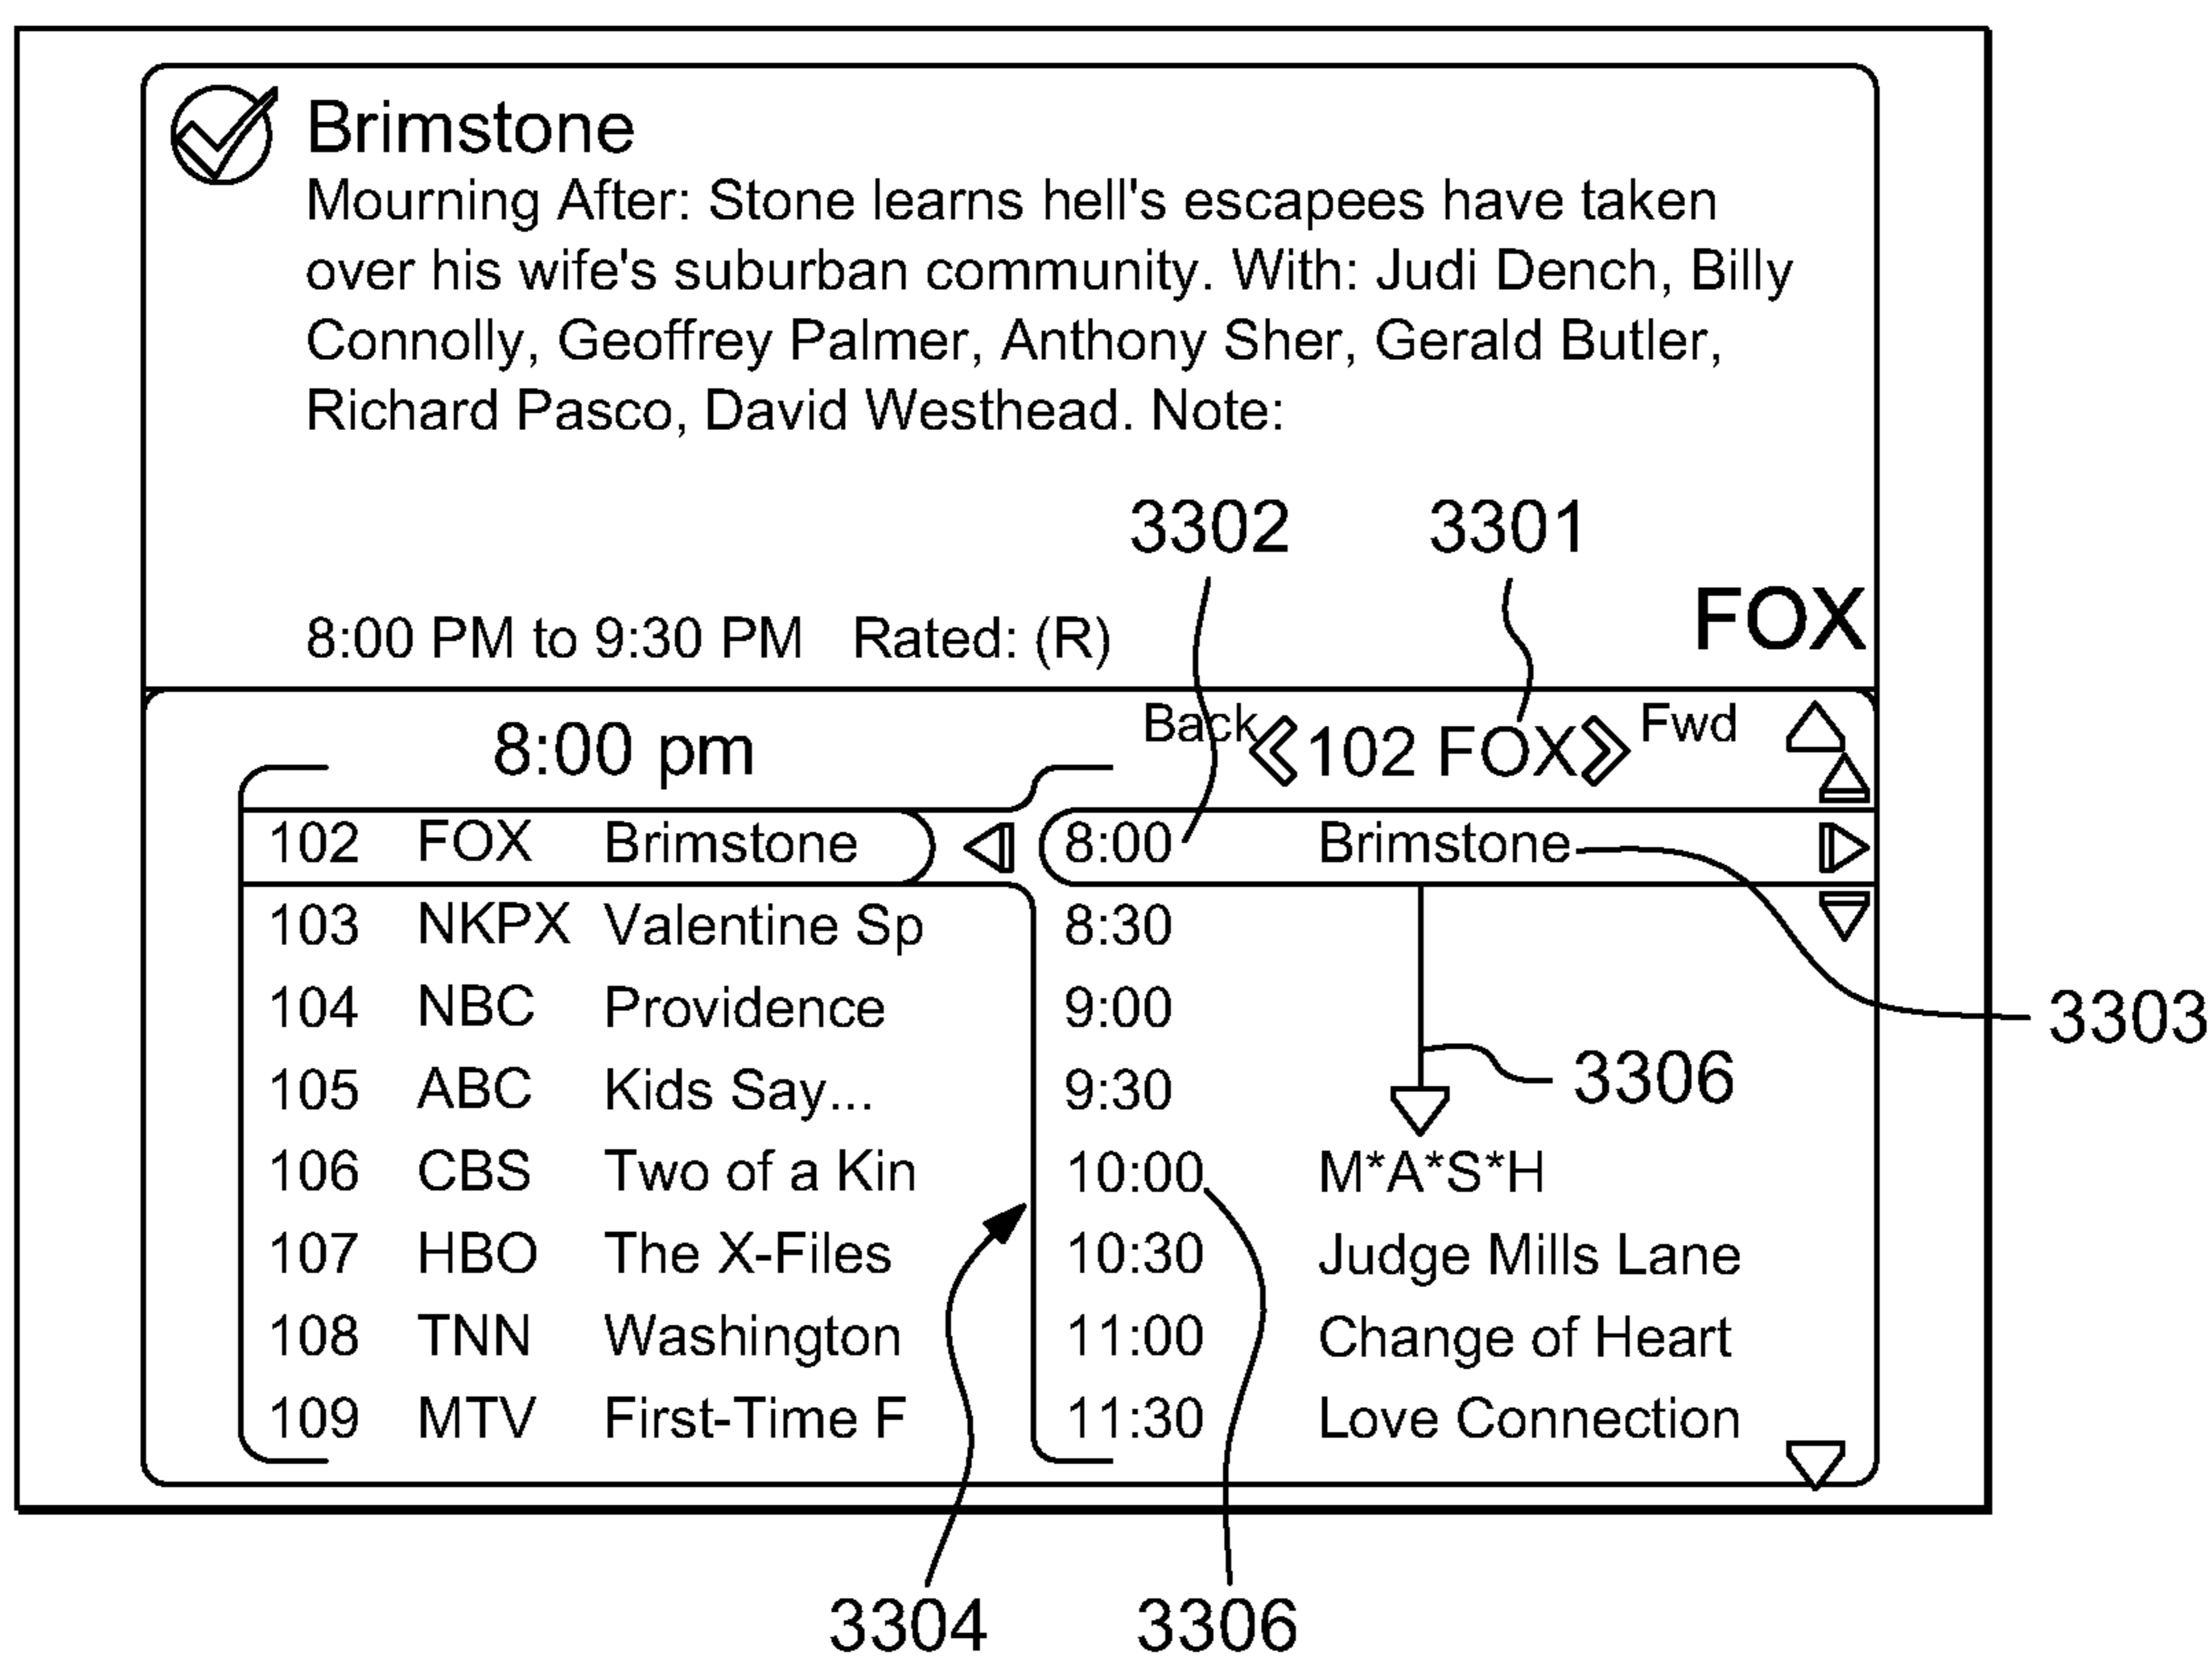 Brimstone
Mourning After: Stone learns hell's escapees have taken
over his wife's suburban community. With: Judi Dench, Billy
Connolly, Geoffrey Palmer, Anthony Sher, Gerald Butler,
Richard Pasco, David Westhead. Note:
3302 3301
8:00 PM to 9:30 PM Rated: (R) FOX
8:00 pm Back 102 FOX Fwd
102 FOX Brimstone 8:00 Brimstone
103 NKPX Valentine Sp 8:30
104 NBC Providence 9:00
3303
105 ABC Kids Say... 9:30
3306
106 CBS Two of a Kin 10:00 M*A*S*H
107 HBO The X-Files 10:30 Judge Mills Lane
108 TNN Washington 11:00 Change of Heart
109 MTV First-Time F 11:30 Love Connection
3304 3306